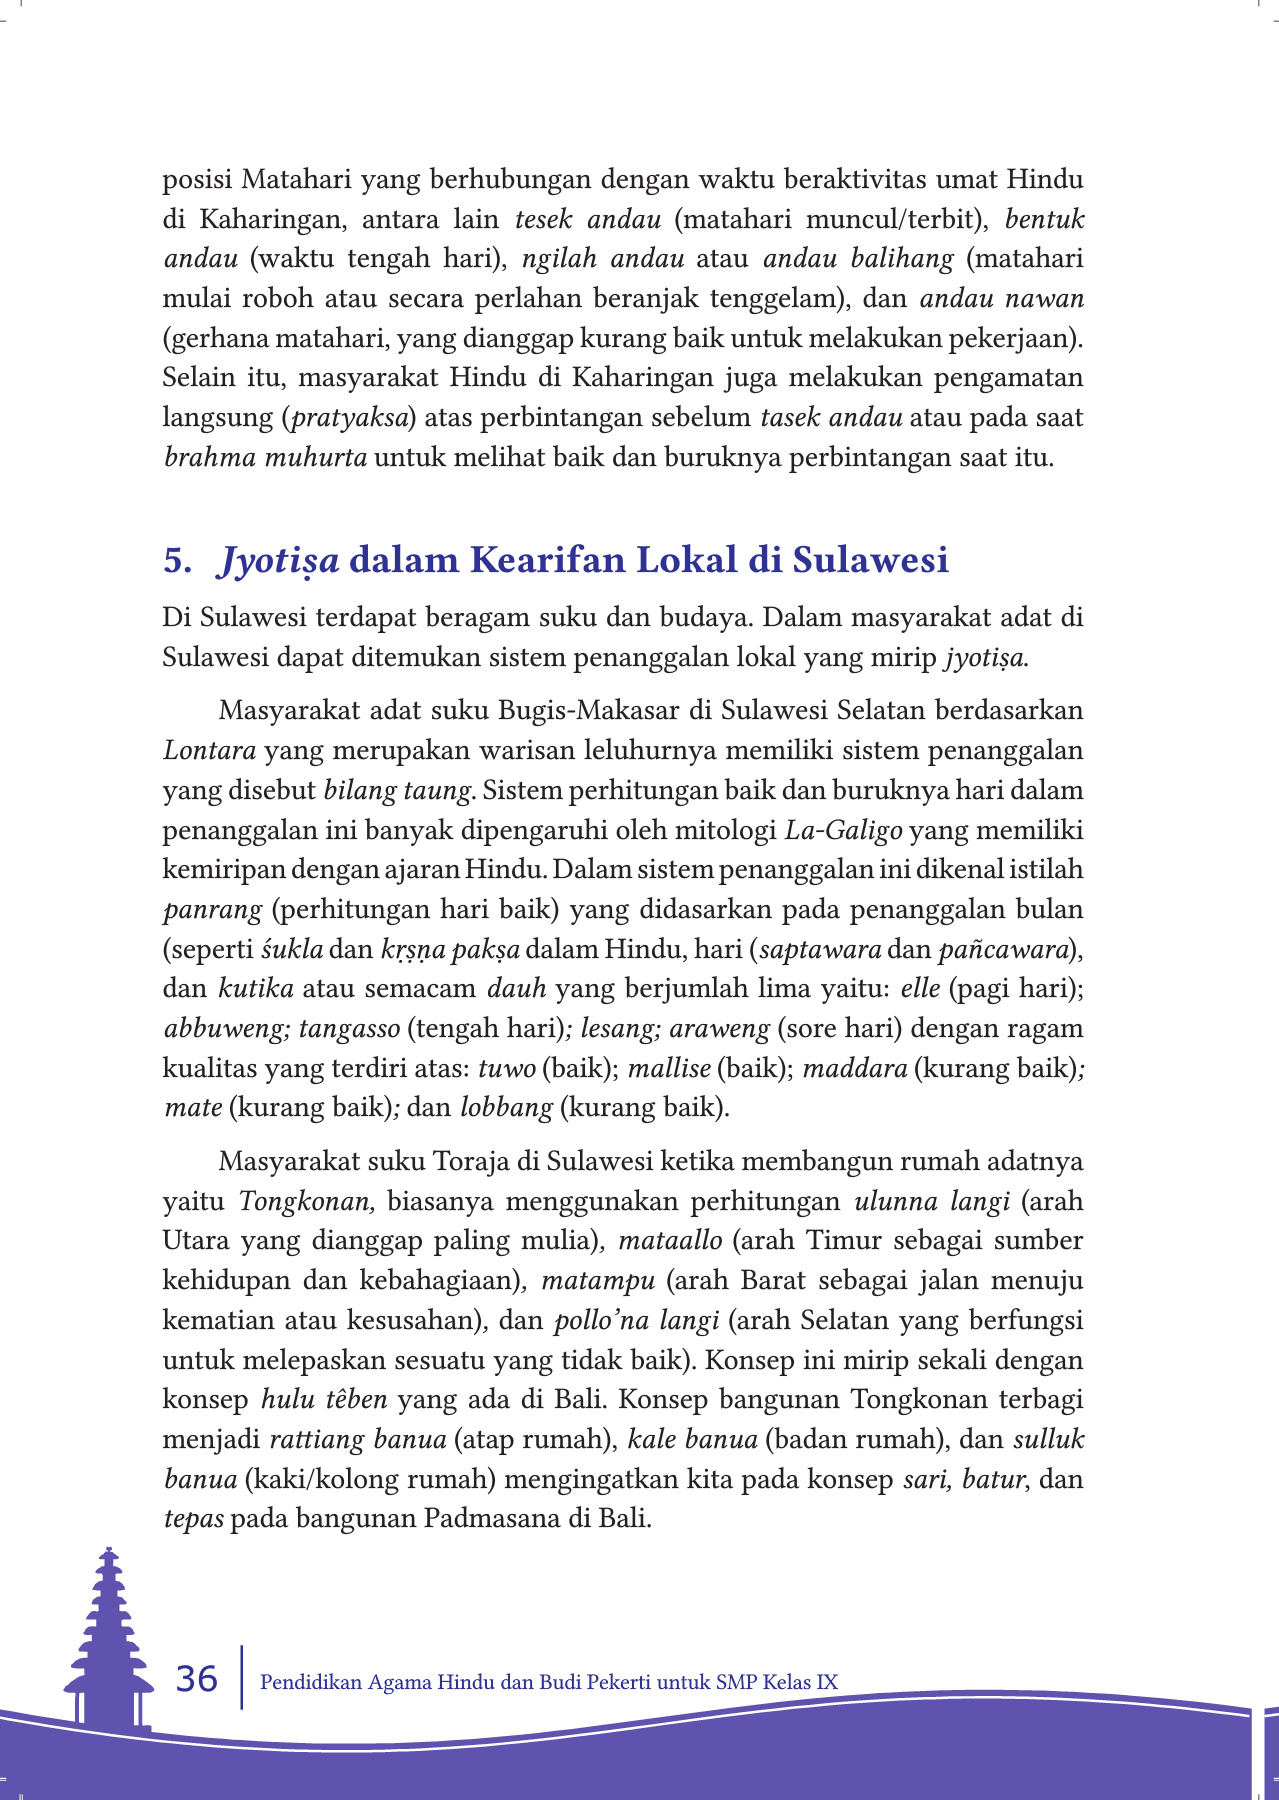 posisi Matahari yang berhubungan dengan waktu beraktivitas umat Hindu
di Kaharingan, antara lain tesek andau (matahari muncul/terbit), bentuk
andau (waktu tengah hari), ngilah andau atau andau balihang (matahari
mulai roboh atau secara perlahan beranjak tenggelam), dan andau nawan
(gerhana matahari, yang dianggap kurang baik untuk melakukan pekerjaan).
Selain itu, masyarakat Hindu di Kaharingan juga melakukan pengamatan
langsung (pratyaksa) atas perbintangan sebelum tasek andau atau pada saat
brahma muhurta untuk melihat baik dan buruknya perbintangan saat itu.
5. Jyotiṣa dalam Kearifan Lokal di Sulawesi
Di Sulawesi terdapat beragam suku dan budaya. Dalam masyarakat adat di
Sulawesi dapat ditemukan sistem penanggalan lokal yang mirip jyotiṣa.
Masyarakat adat suku Bugis-Makasar di Sulawesi Selatan berdasarkan
Lontara yang merupakan warisan leluhurnya memiliki sistem penanggalan
yang disebut bilang taung. Sistem perhitungan baik dan buruknya hari dalam
penanggalan ini banyak dipengaruhi oleh mitologi La-Galigo yang memiliki
kemiripan dengan ajaran Hindu. Dalam sistem penanggalan ini dikenal istilah
panrang (perhitungan hari baik) yang didasarkan pada penanggalan bulan
(seperti śukla dan kṛṣṇa pakṣa dalam Hindu, hari (saptawara dan pañcawara),
dan kutika atau semacam dauh yang berjumlah lima yaitu: elle (pagi hari);
abbuweng; tangasso (tengah hari); lesang; araweng (sore hari) dengan ragam
kualitas yang terdiri atas: tuwo (baik); mallise (baik); maddara (kurang baik);
mate (kurang baik); dan lobbang (kurang baik).
Masyarakat suku Toraja di Sulawesi ketika membangun rumah adatnya
yaitu Tongkonan, biasanya menggunakan perhitungan ulunna langi (arah
Utara yang dianggap paling mulia), mataallo (arah Timur sebagai sumber
kehidupan dan kebahagiaan), matampu (arah Barat sebagai jalan menuju
kematian atau kesusahan), dan pollo’na langi (arah Selatan yang berfungsi
untuk melepaskan sesuatu yang tidak baik). Konsep ini mirip sekali dengan
konsep hulu têben yang ada di Bali. Konsep bangunan Tongkonan terbagi
menjadi rattiang banua (atap rumah), kale banua (badan rumah), dan sulluk
banua (kaki/kolong rumah) mengingatkan kita pada konsep sari, batur, dan
tepas pada bangunan Padmasana di Bali.
36 Pendidikan Agama Hindu dan Budi Pekerti untuk SMP Kelas IX